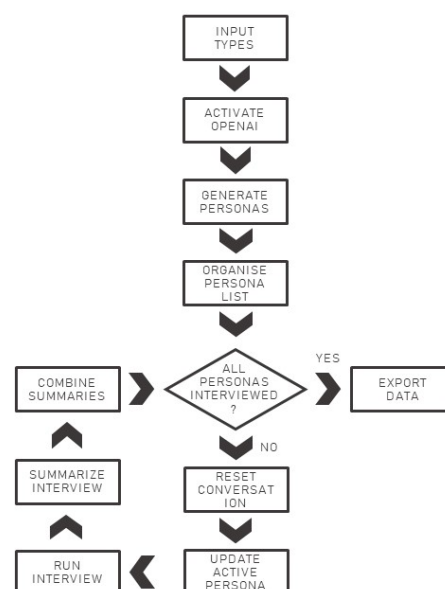 INPUT
TYPES
ACTIVATE
OPENAI
GENERATE
PERSONAS
ORGANISE
PERSONA
LIST
ALL
PERSONAS
INTERVIEWED
?
YES
EXPORT
DATA
NO
COMBINE
SUMMARIES
SUMMARIZE
INTERVIEW
RESET
CONVERSAT
ION
RUN
INTERVIEW
UPDATE
ACTIVE
PERSONA